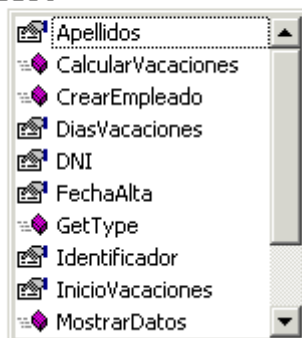 Apellidos
CalcularVacaciones
CrearEmpleado
DiasVacaciones
DNI
FechaAlta
GetType
Identificador
InicioVacaciones
MostrarDatos